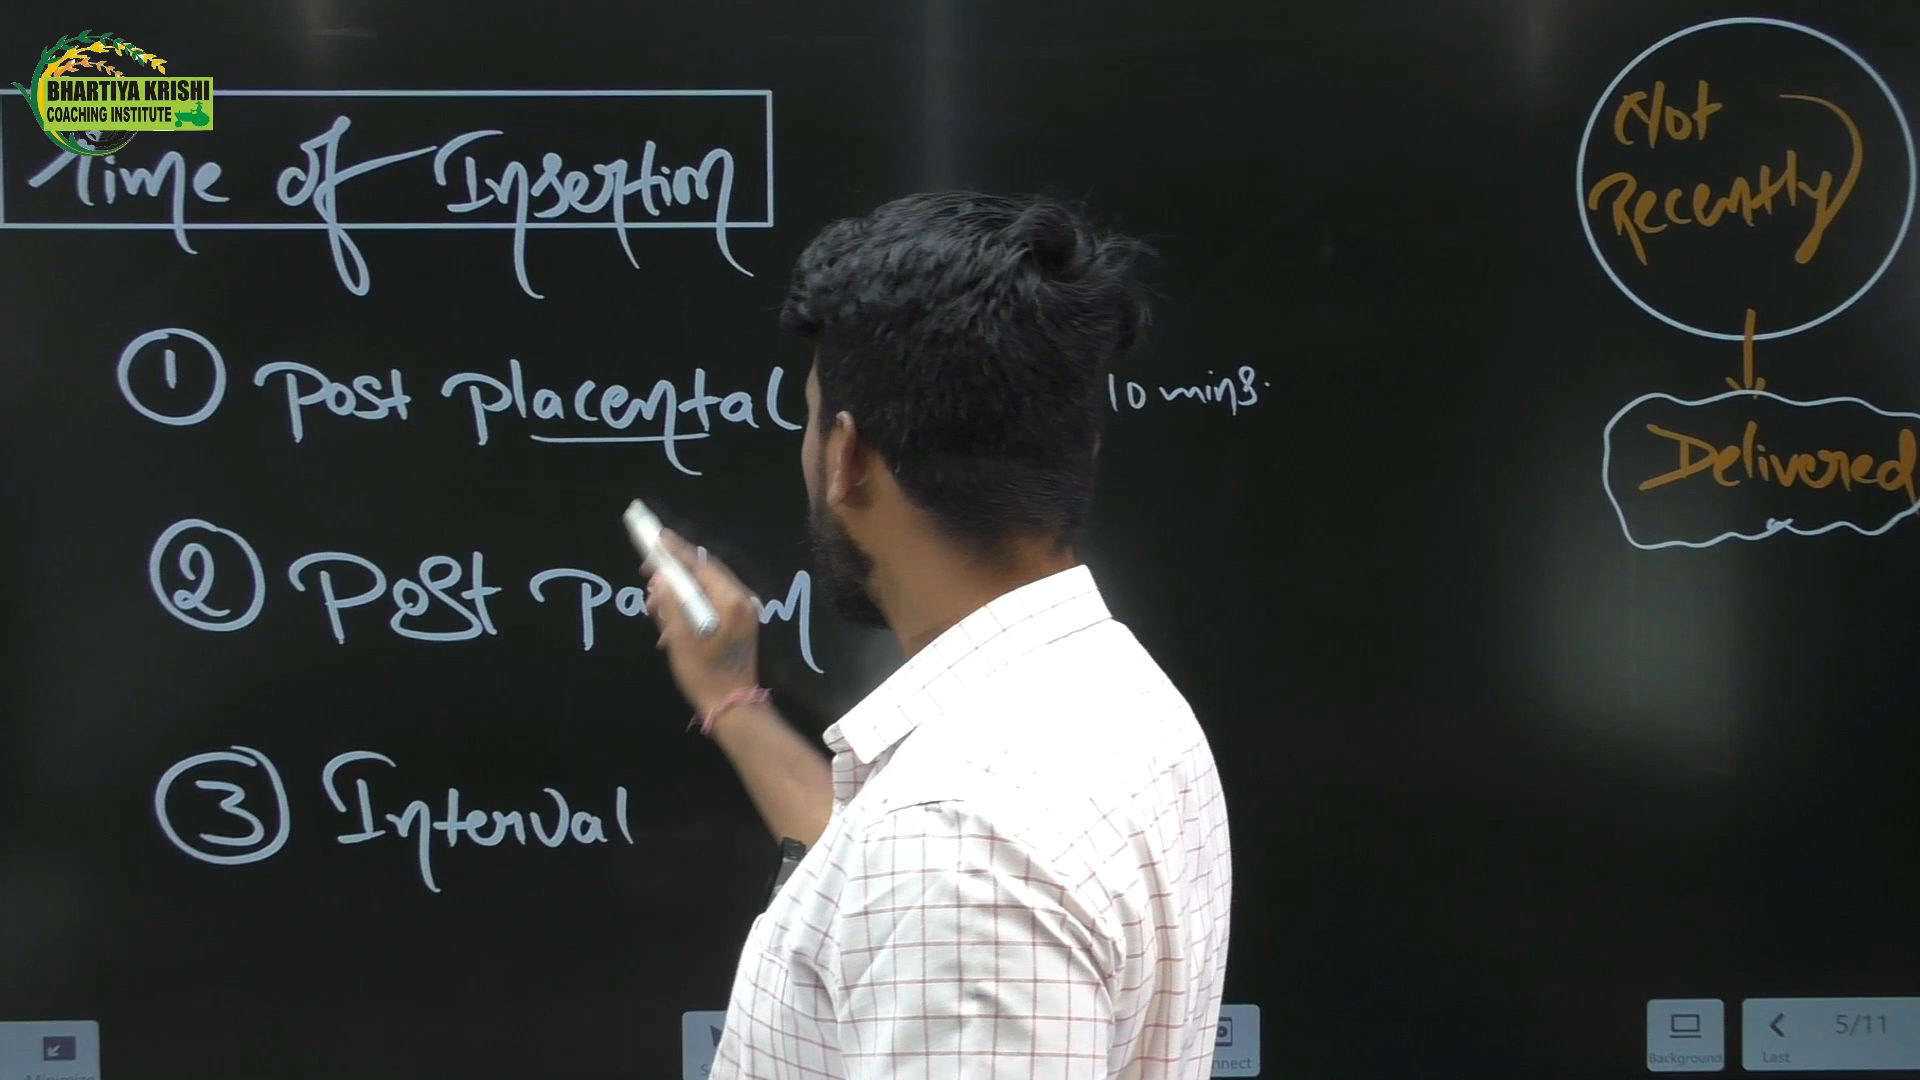 BHARTIYA KRISHI
COACHING INSTITUTE
Time of Insertion
1 Post placental 10 mins.
2 Post
3 Interval
Not
Recently
Delivered
Background
Last
5/11